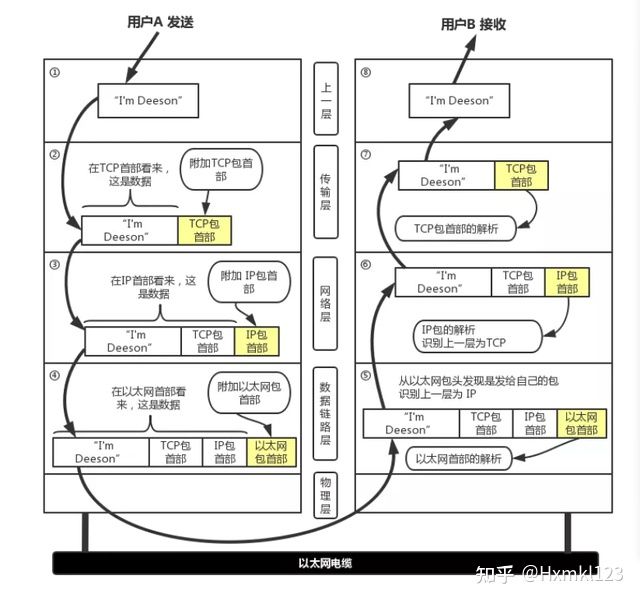 用户A 发送
用户B 接收
①
“I'm Deeson”
②
在TCP首部看来，
这是数据
附加TCP包首
部
“I'm
Deeson”
TCP包
首部
③
在IP首部看来，这
是数据
附加 IP包首
部
“I'm
Deeson”
TCP包
首部
IP包
首部
④
在以太网首部看
来，这是数据
附加以太网包
首部
“I'm
Deeson”
TCP包
首部
IP包
首部
以太网
包首部
上一层
传输层
网络层
数据链路层
物理层
⑧
“I'm Deeson”
⑦
“I'm
Deeson”
TCP包
首部
TCP包首部的解析
⑥
“I'm
Deeson”
TCP包
首部
IP包
首部
IP包的解析
识别上一层为TCP
⑤
从以太网包头发现是发给自己的包
识别上一层为 IP
“I'm
Deeson”
TCP包
首部
IP包
首部
以太网
包首部
以太网首部的解析
以太网电缆
知乎 @Hxmkl123